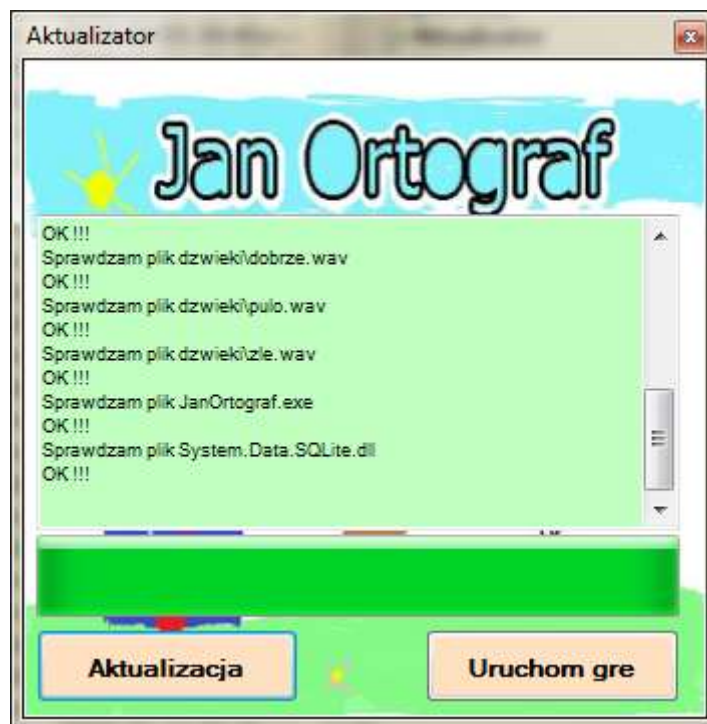 Aktualizator
Jan Ortograf
OK !!!
Sprawdzam plik dzwieki\dobrze.wav
OK !!!
Sprawdzam plik dzwieki\pulo.wav
OK !!!
Sprawdzam plik dzwieki\zle.wav
OK !!!
Sprawdzam plik JanOrtograf.exe
OK !!!
Sprawdzam plik System.Data.SQLite.dll
OK !!!
Aktualizacja
Uruchom gre